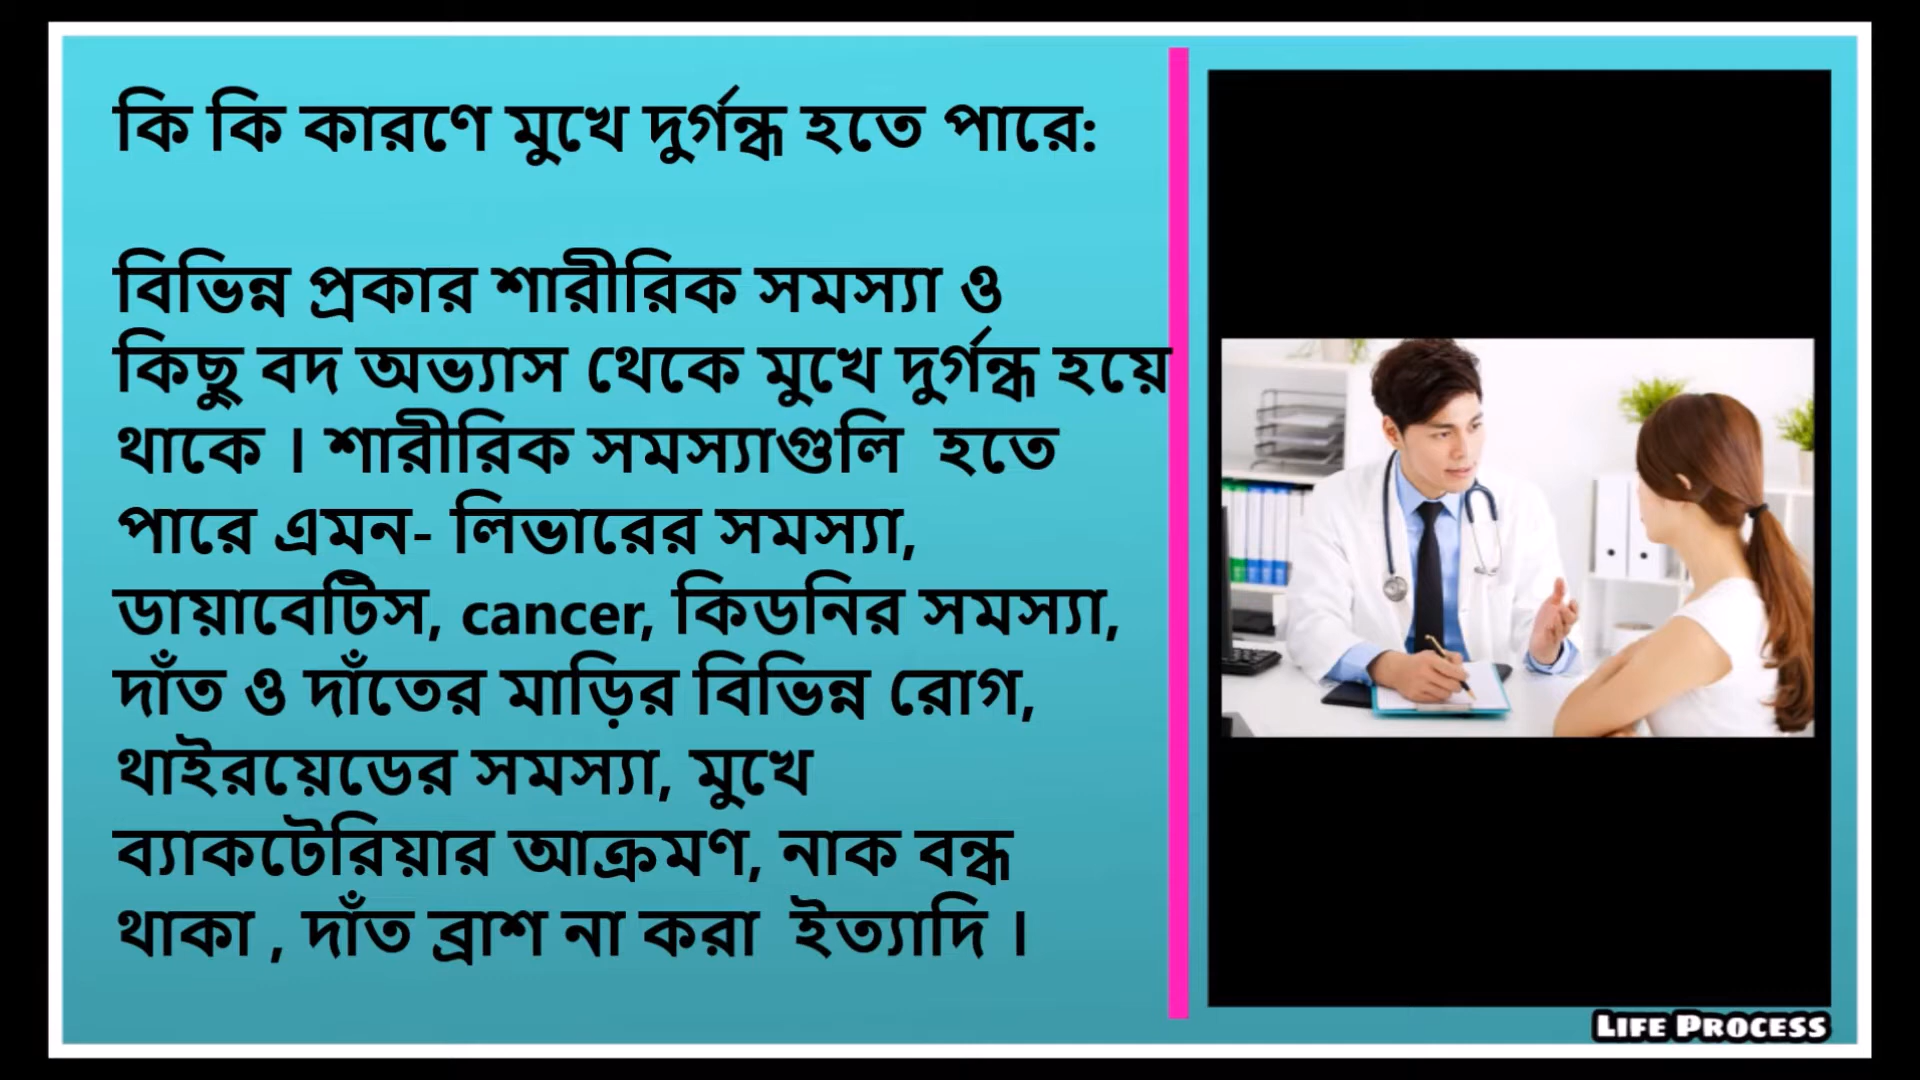 কি কি কারণে মুখে দুর্গন্ধ হতে পারে:
বিভিন্ন প্রকার শারীরিক সমস্যা ও
কিছু বদ অভ্যাস থেকে মুখে দুর্গন্ধ হয়ে
থাকে । শারীরিক সমস্যাগুলি হতে
পারে এমন- লিভারের সমস্যা,
ডায়াবেটিস, cancer, কিডনির সমস্যা,
দাঁত ও দাঁতের মাড়ির বিভিন্ন রোগ,
থাইরয়েডের সমস্যা, মুখে
ব্যাকটেরিয়ার আক্রমণ, নাক বন্ধ
থাকা , দাঁত ব্রাশ না করা ইত্যাদি ।
LIFE PROCESS